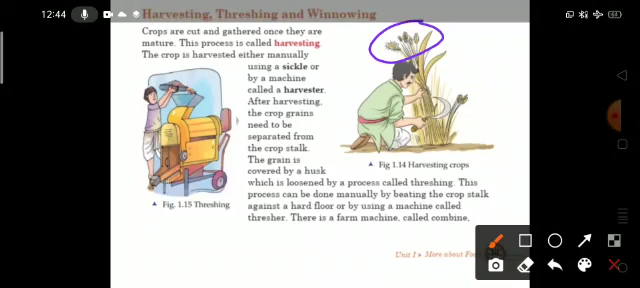 12:44
Harvesting, Threshing and Winnowing
Crops are cut and gathered once they are
mature. This process is called harvesting.
The crop is harvested either manually
using a sickle or
by a machine
called a harvester.
After harvesting,
the crop grains
need to be
separated from
the crop stalk.
The grain is
covered by a husk
which is loosened by a process called threshing. This
process can be done manually by beating the crop stalk
against a hard floor or by using a machine called
thresher. There is a farm machine, called combine,
▲ Fig 1.14 Harvesting crops
▲ Fig. 1.15 Threshing
Unit 1 ▸ More about